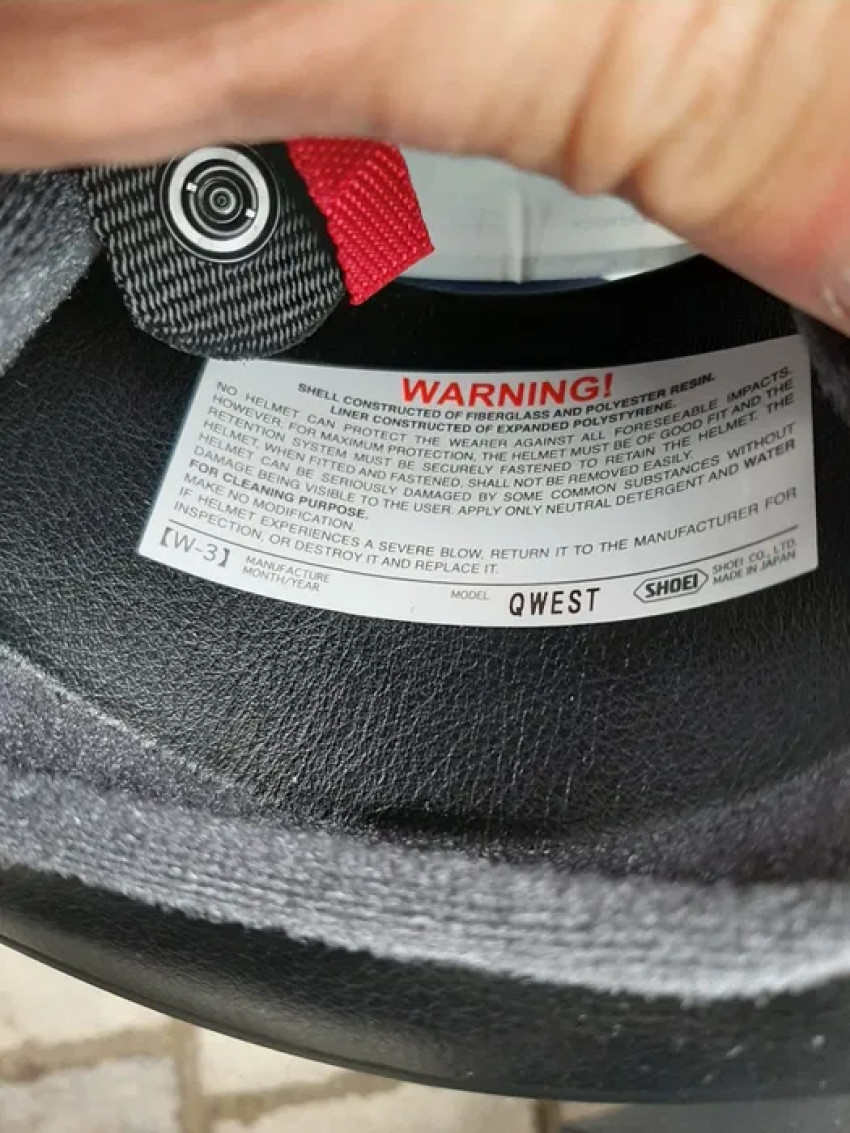 WARNING!
SHELL CONSTRUCTED OF FIBERGLASS AND POLYESTER RESIN.
LINER CONSTRUCTED OF EXPANDED POLYSTYRENE.
NO HELMET CAN PROTECT THE WEARER AGAINST ALL FORESEEABLE IMPACTS.
HOWEVER, FOR MAXIMUM PROTECTION, THE HELMET MUST BE OF GOOD FIT AND THE
RETENTION SYSTEM MUST BE SECURELY FASTENED TO RETAIN THE HELMET. THE
HELMET, WHEN FITTED AND FASTENED, SHALL NOT BE REMOVED EASILY.
HELMET CAN BE SERIOUSLY DAMAGED BY SOME COMMON SUBSTANCES WITHOUT
DAMAGE BEING VISIBLE TO THE USER. APPLY ONLY NEUTRAL DETERGENT AND WATER
FOR CLEANING PURPOSE.
MAKE NO MODIFICATION.
IF HELMET EXPERIENCES A SEVERE BLOW, RETURN IT TO THE MANUFACTURER FOR
INSPECTION, OR DESTROY IT AND REPLACE IT.
【W-3】 MANUFACTURE MONTH/YEAR MODEL QWEST SHOEI SHOEI CO., LTD. MADE IN JAPAN